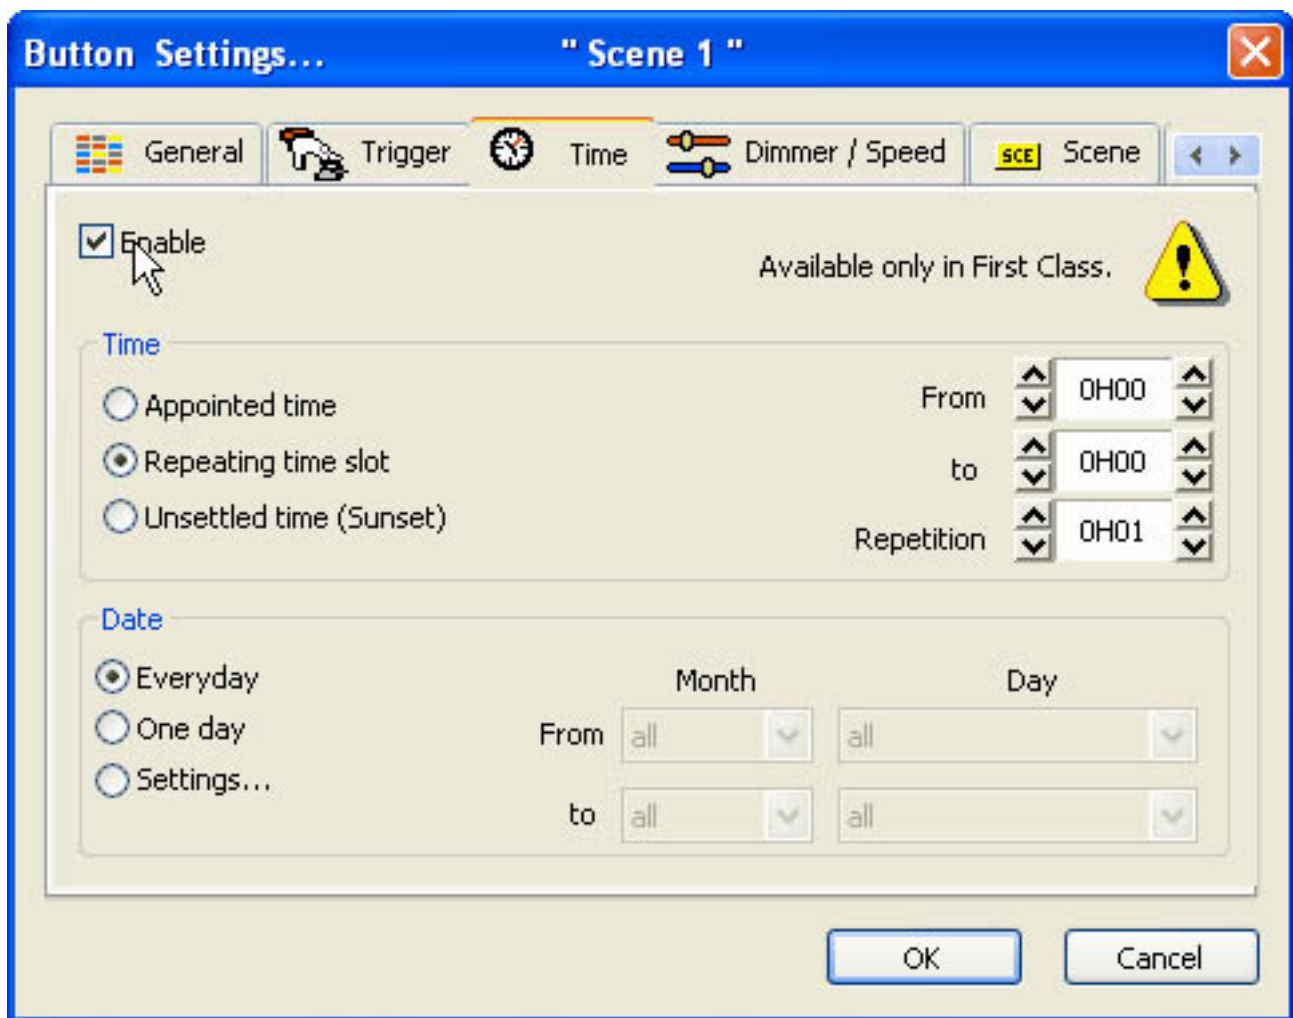 Button Settings... " Scene 1 "
General Trigger Time Dimmer / Speed SCE Scene
Enable
Available only in First Class.
Time
Appointed time
From 0H00
Repeating time slot
to 0H00
Unsettled time (Sunset)
Repetition 0H01
Date
Everyday
Month Day
One day
From all all
Settings...
to all all
OK Cancel